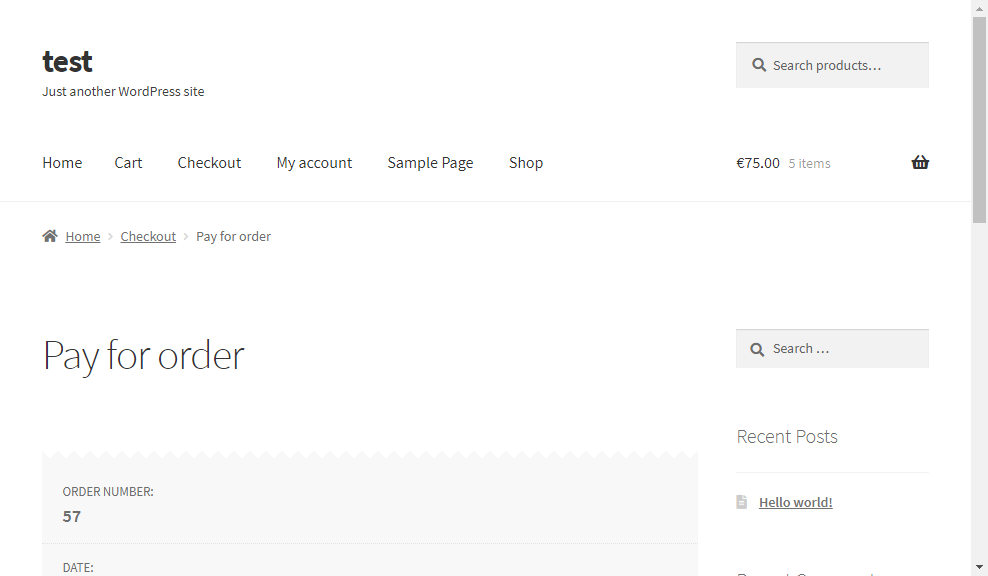 test
Just another WordPress site
Search products…
Home Cart Checkout My account Sample Page Shop
€75.00 5 items
Home Checkout Pay for order
Pay for order
Search …
Recent Posts
Hello world!
ORDER NUMBER:
57
DATE: